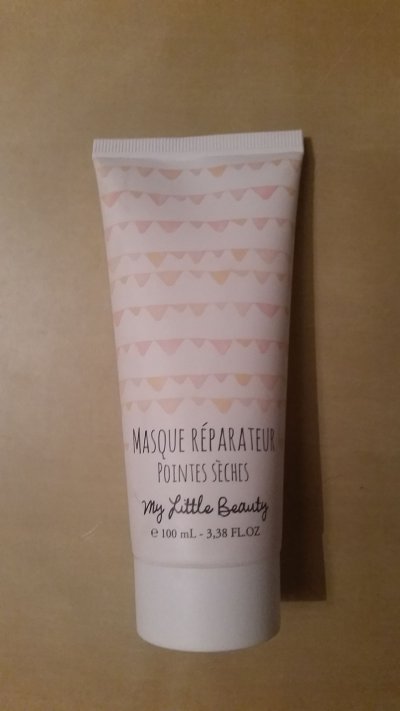 MASQUE RÉPARATEUR
POINTES SÈCHES
My Little Beauty
℮ 100 mL - 3,38 FL.OZ